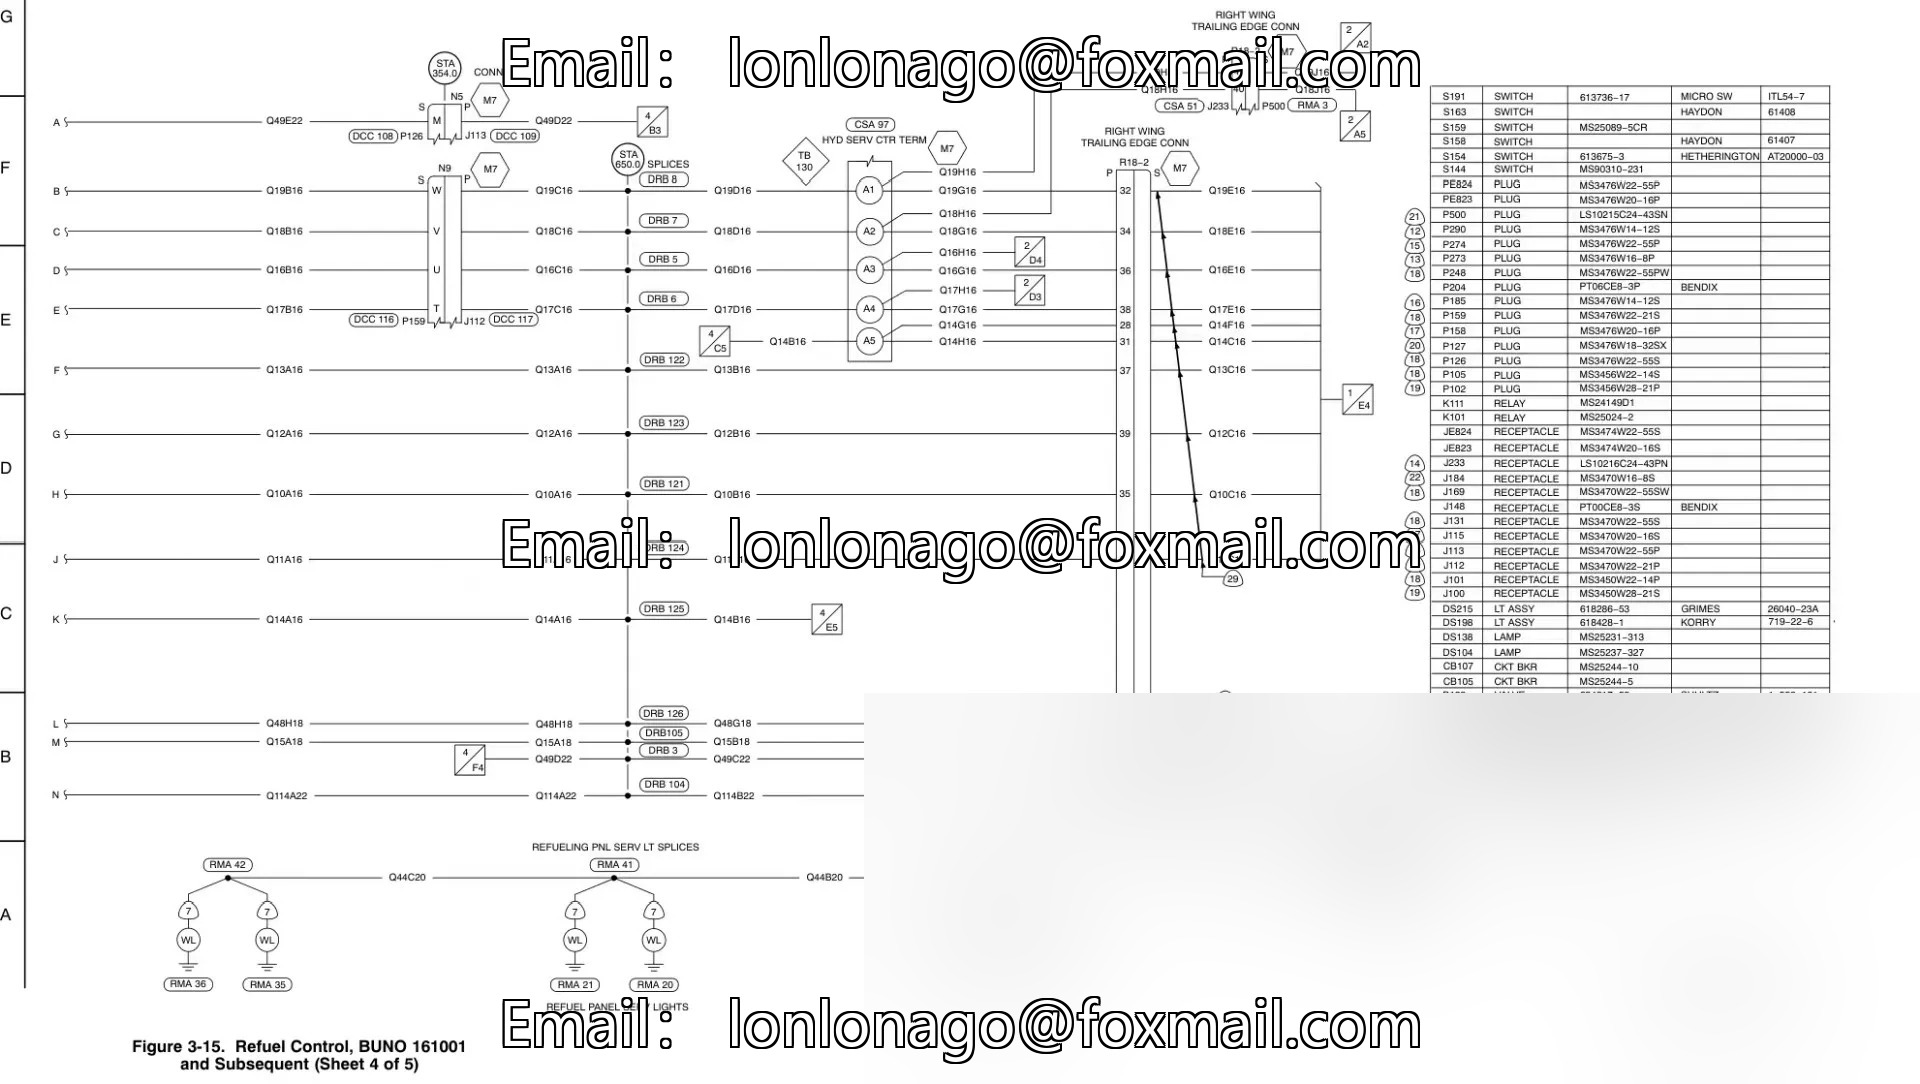 G
RIGHT WING
TRAILING EDGE CONN
2
A2
STA
354.0
CONN
M7
Email： lonlonago@foxmail.com
M7
N5
S
P
M
Q18H16
40
Q18J16
CSA 51
J233
P500
RMA 3
2
A5
A
Q49E22
DCC 108
P126
J113
DCC 109
Q49D22
4
B3
CSA 97
HYD SERV CTR TERM
M7
TB
130
RIGHT WING
TRAILING EDGE CONN
R18-2
P
S
M7
F
N9
M7
S
P
STA
650.0
SPLICES
DRB 8
Q19H16
B
Q19B16
W
Q19C16
Q19D16
A1
Q19G16
32
Q19E16
DRB 7
Q18H16
C
Q18B16
V
Q18C16
Q18D16
A2
Q18G16
34
Q18E16
DRB 5
Q16H16
2
D4
D
Q16B16
U
Q16C16
Q16D16
A3
Q16G16
36
Q16E16
DRB 6
Q17H16
2
D3
E
Q17B16
T
Q17C16
Q17D16
A4
Q17G16
38
Q17E16
E
DCC 116
P159
J112
DCC 117
Q14G16
28
Q14F16
4
C5
Q14B16
A5
Q14H16
31
Q14C16
DRB 122
F
Q13A16
Q13A16
Q13B16
37
Q13C16
1
E4
DRB 123
G
Q12A16
Q12A16
Q12B16
39
Q12C16
D
DRB 121
H
Q10A16
Q10A16
Q10B16
35
Q10C16
Email： lonlonago@foxmail.com
DRB 124
J
Q11A16
29
C
DRB 125
K
Q14A16
Q14A16
Q14B16
4
E5
DRB 126
L
Q48H18
Q48H18
Q48G18
DRB105
M
Q15A18
Q15A18
Q15B18
B
4
F4
DRB 3
Q49D22
Q49C22
DRB 104
N
Q114A22
Q114A22
Q114B22
S191 SWITCH 613736-17 MICRO SW ITL54-7
S163 SWITCH HAYDON 61408
S159 SWITCH MS25089-5CR
S158 SWITCH HAYDON 61407
S154 SWITCH 613675-3 HETHERINGTON AT20000-03
S144 SWITCH MS90310-231
PE824 PLUG MS3476W22-55P
PE823 PLUG MS3476W20-16P
21 P500 PLUG LS10215C24-43SN
12 P290 PLUG MS3476W14-12S
15 P274 PLUG MS3476W22-55P
13 P273 PLUG MS3476W16-8P
18 P248 PLUG MS3476W22-55PW
P204 PLUG PT06CE8-3P BENDIX
16 P185 PLUG MS3476W14-12S
18 P159 PLUG MS3476W22-21S
17 P158 PLUG MS3476W20-16P
20 P127 PLUG MS3476W18-32SX
18 P126 PLUG MS3476W22-55S
18 P105 PLUG MS3456W22-14S
19 P102 PLUG MS3456W28-21P
K111 RELAY MS24149D1
K101 RELAY MS25024-2
JE824 RECEPTACLE MS3474W22-55S
JE823 RECEPTACLE MS3474W20-16S
14 J233 RECEPTACLE LS10216C24-43PN
22 J184 RECEPTACLE MS3470W16-8S
18 J169 RECEPTACLE MS3470W22-55SW
J148 RECEPTACLE PT00CE8-3S BENDIX
18 J131 RECEPTACLE MS3470W22-55S
J115 RECEPTACLE MS3470W20-16S
J113 RECEPTACLE MS3470W22-55P
J112 RECEPTACLE MS3470W22-21P
18 J101 RECEPTACLE MS3450W22-14P
19 J100 RECEPTACLE MS3450W28-21S
DS215 LT ASSY 618286-53 GRIMES 26040-23A
DS198 LT ASSY 618428-1 KORRY 719-22-6
DS138 LAMP MS25231-313
DS104 LAMP MS25237-327
CB107 CKT BKR MS25244-10
CB105 CKT BKR MS25244-5
REFUELING PNL SERV LT SPLICES
RMA 42
RMA 41
Q44C20
Q44B20
A
7
7
7
7
WL
WL
WL
WL
RMA 36
RMA 35
RMA 21
RMA 20
REFUEL PANEL SERV LIGHTS
Email： lonlonago@foxmail.com
Figure 3-15. Refuel Control, BUNO 161001
and Subsequent (Sheet 4 of 5)